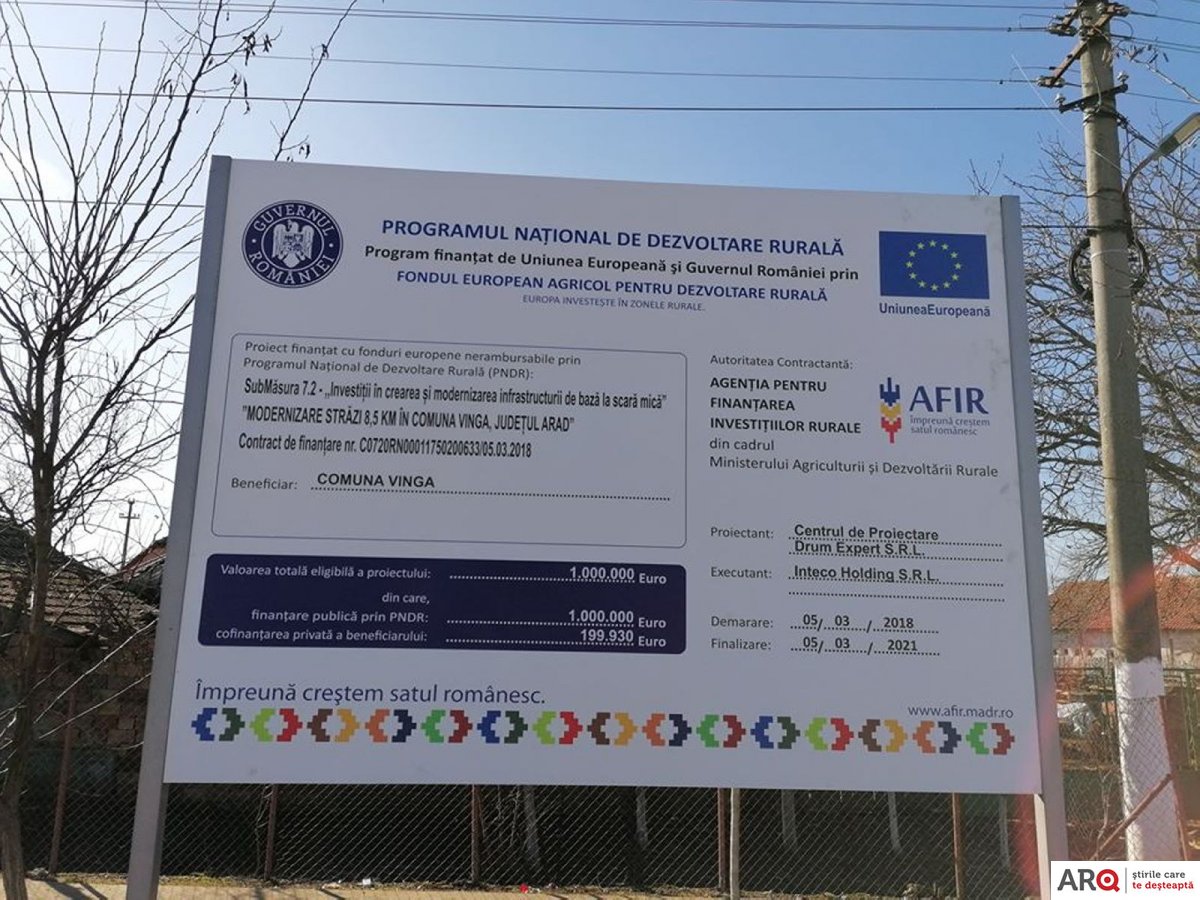 GUVERNUL ROMÂNIEI
PROGRAMUL NAȚIONAL DE DEZVOLTARE RURALĂ
Program finanțat de Uniunea Europeană și Guvernul României prin
FONDUL EUROPEAN AGRICOL PENTRU DEZVOLTARE RURALĂ
EUROPA INVESTEȘTE ÎN ZONELE RURALE.
UniuneaEuropeană
Proiect finanțat cu fonduri europene nerambursabile prin
Programul Național de Dezvoltare Rurală (PNDR):
SubMăsura 7.2 - „Investiții în crearea și modernizarea infrastructurii de bază la scară mică”
"MODERNIZARE STRĂZI 8,5 KM ÎN COMUNA VINGA, JUDEȚUL ARAD"
Contract de finanțare nr. C0720RN00011750200633/05.03.2018
Beneficiar: COMUNA VINGA
Autoritatea Contractantă:
AGENȚIA PENTRU
FINANȚAREA
INVESTIȚIILOR RURALE
din cadrul
Ministerului Agriculturii și Dezvoltării Rurale
AFIR
împreună creștem
satul românesc
Valoarea totală eligibilă a proiectului: 1.000.000 Euro
din care,
finanțare publică prin PNDR: 1.000.000 Euro
cofinanțarea privată a beneficiarului: 199.930 Euro
Proiectant: Centrul de Proiectare
Drum Expert S.R.L.
Executant: Inteco Holding S.R.L.
Demarare: 05/ 03 / 2018
Finalizare: 05/ 03 / 2021
Împreună creștem satul românesc.
www.afir.madr.ro
ARQ știrile care
te deșteaptă